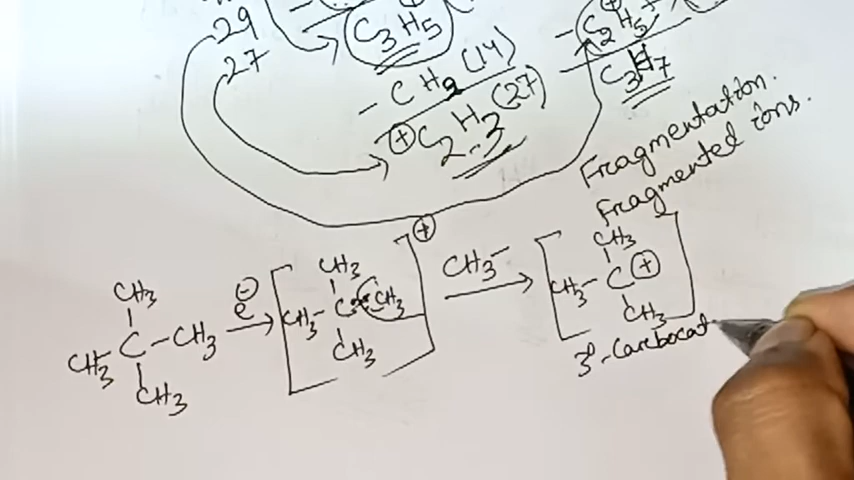 29
27
C3H5
- CH2 (14)
⊕C2H3 (27)
C2H5
C3H7
Fragmentation.
Fragmented ions.
CH3
CH3 - C - CH3
CH3
⊖
e
[CH3
CH3 - C CH3
CH3] ⊕
CH3-
[CH3
CH3 - C ⊕
CH3]
3° - Carbocat